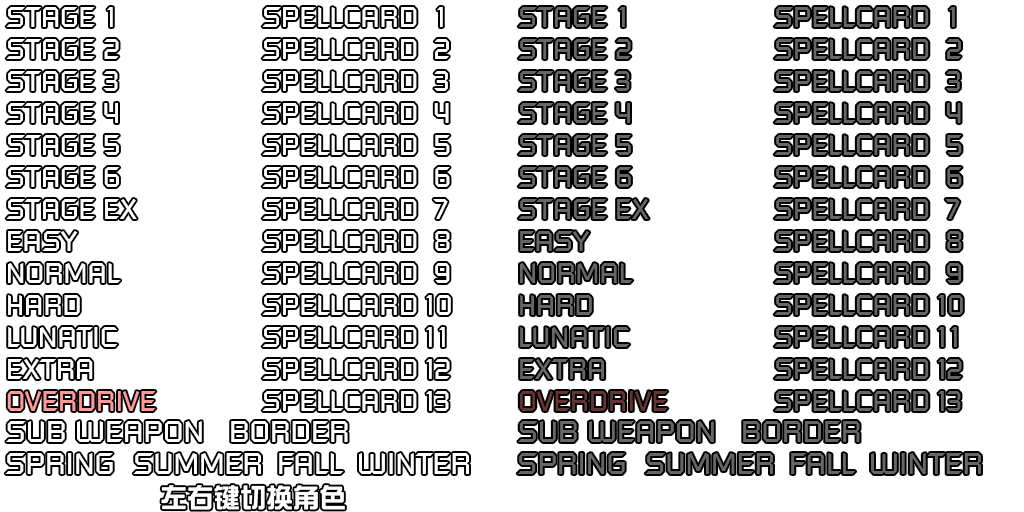 STAGE 1 SPELLCARD 1 STAGE 1 SPELLCARD 1
STAGE 2 SPELLCARD 2 STAGE 2 SPELLCARD 2
STAGE 3 SPELLCARD 3 STAGE 3 SPELLCARD 3
STAGE 4 SPELLCARD 4 STAGE 4 SPELLCARD 4
STAGE 5 SPELLCARD 5 STAGE 5 SPELLCARD 5
STAGE 6 SPELLCARD 6 STAGE 6 SPELLCARD 6
STAGE EX SPELLCARD 7 STAGE EX SPELLCARD 7
EASY SPELLCARD 8 EASY SPELLCARD 8
NORMAL SPELLCARD 9 NORMAL SPELLCARD 9
HARD SPELLCARD 10 HARD SPELLCARD 10
LUNATIC SPELLCARD 11 LUNATIC SPELLCARD 11
EXTRA SPELLCARD 12 EXTRA SPELLCARD 12
OVERDRIVE SPELLCARD 13 OVERDRIVE SPELLCARD 13
SUB WEAPON BORDER SUB WEAPON BORDER
SPRING SUMMER FALL WINTER SPRING SUMMER FALL WINTER
左右键切换角色